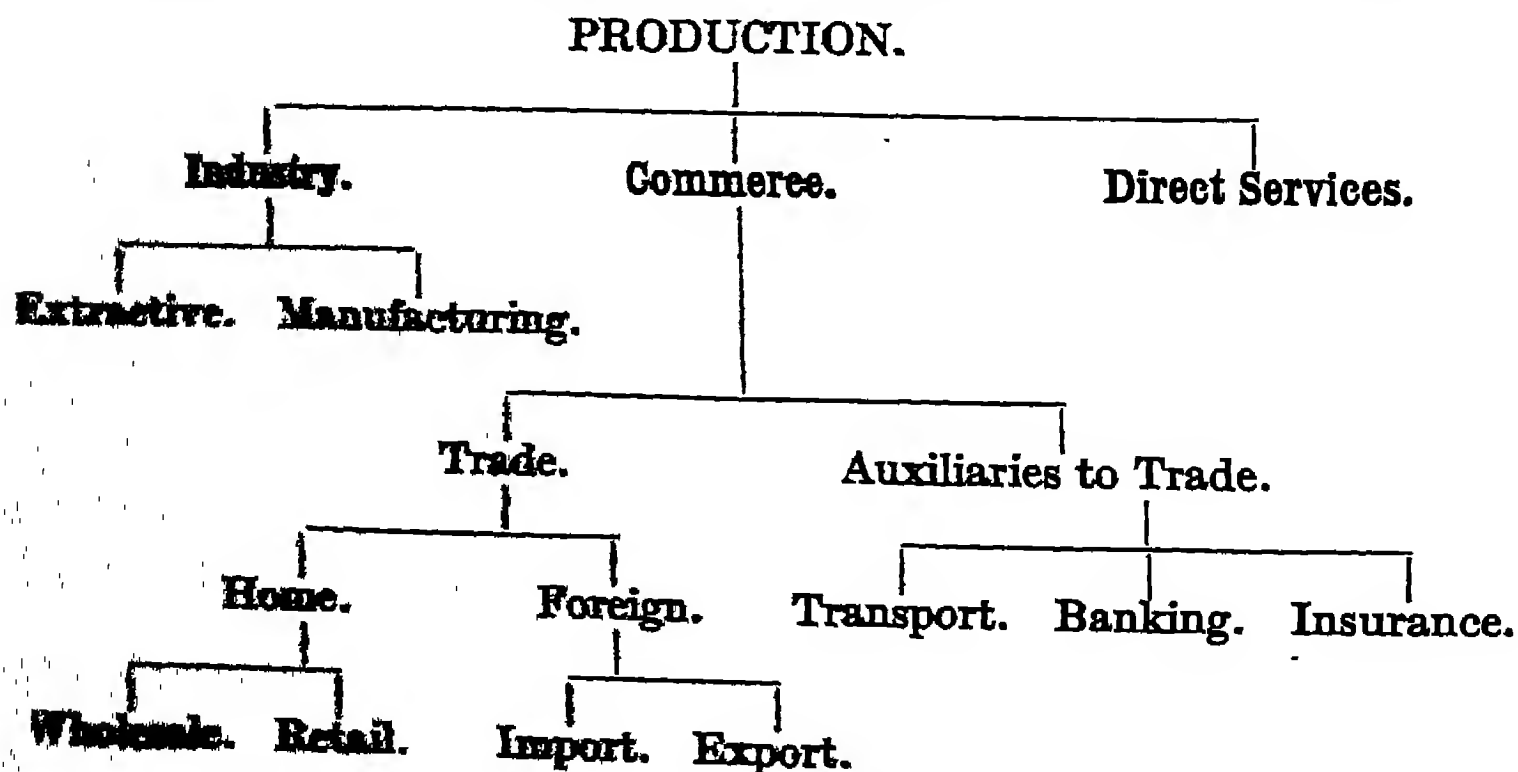 PRODUCTION.
Industry. Commerce. Direct Services.
Extractive. Manufacturing.
Trade. Auxiliaries to Trade.
Home. Foreign. Transport. Banking. Insurance.
Wholesale. Retail. Import. Export.